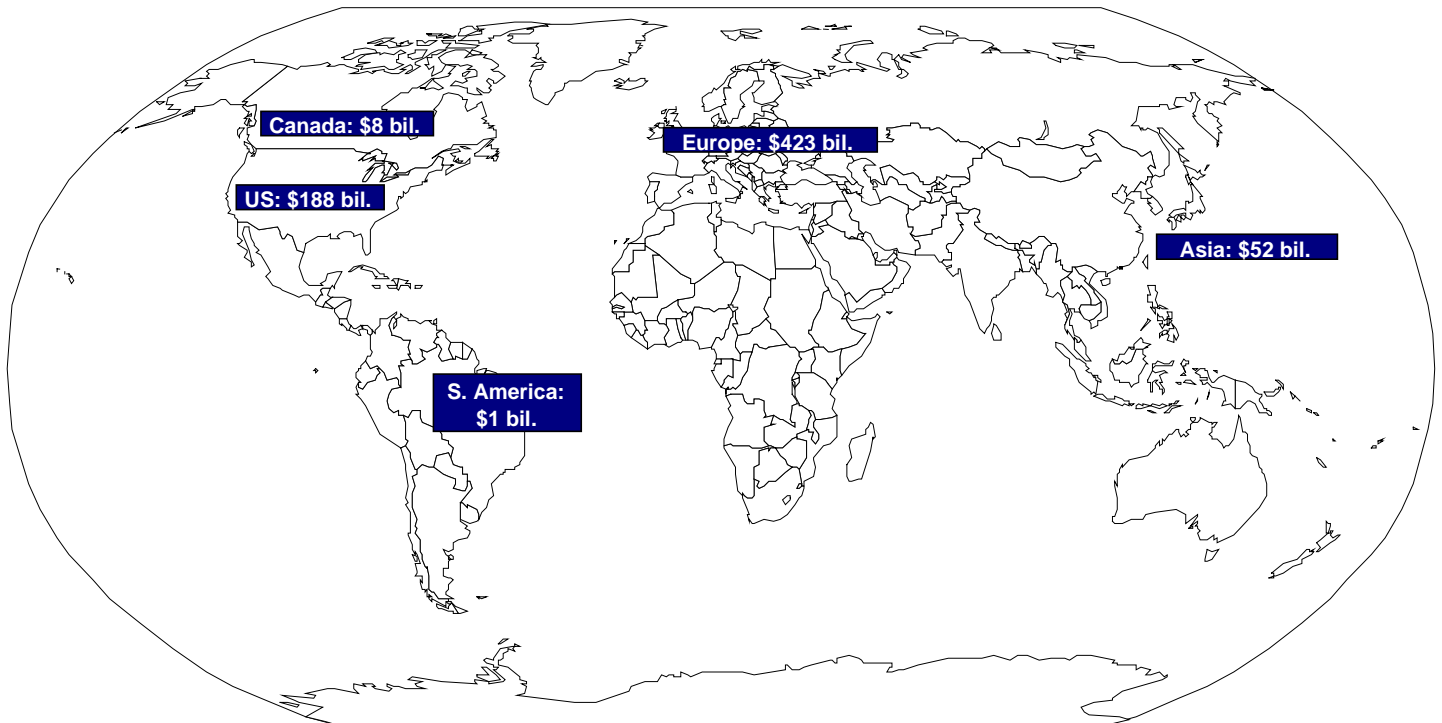 Canada: $8 bil.
Europe: $423 bil.
US: $188 bil.
Asia: $52 bil.
S. America:
$1 bil.